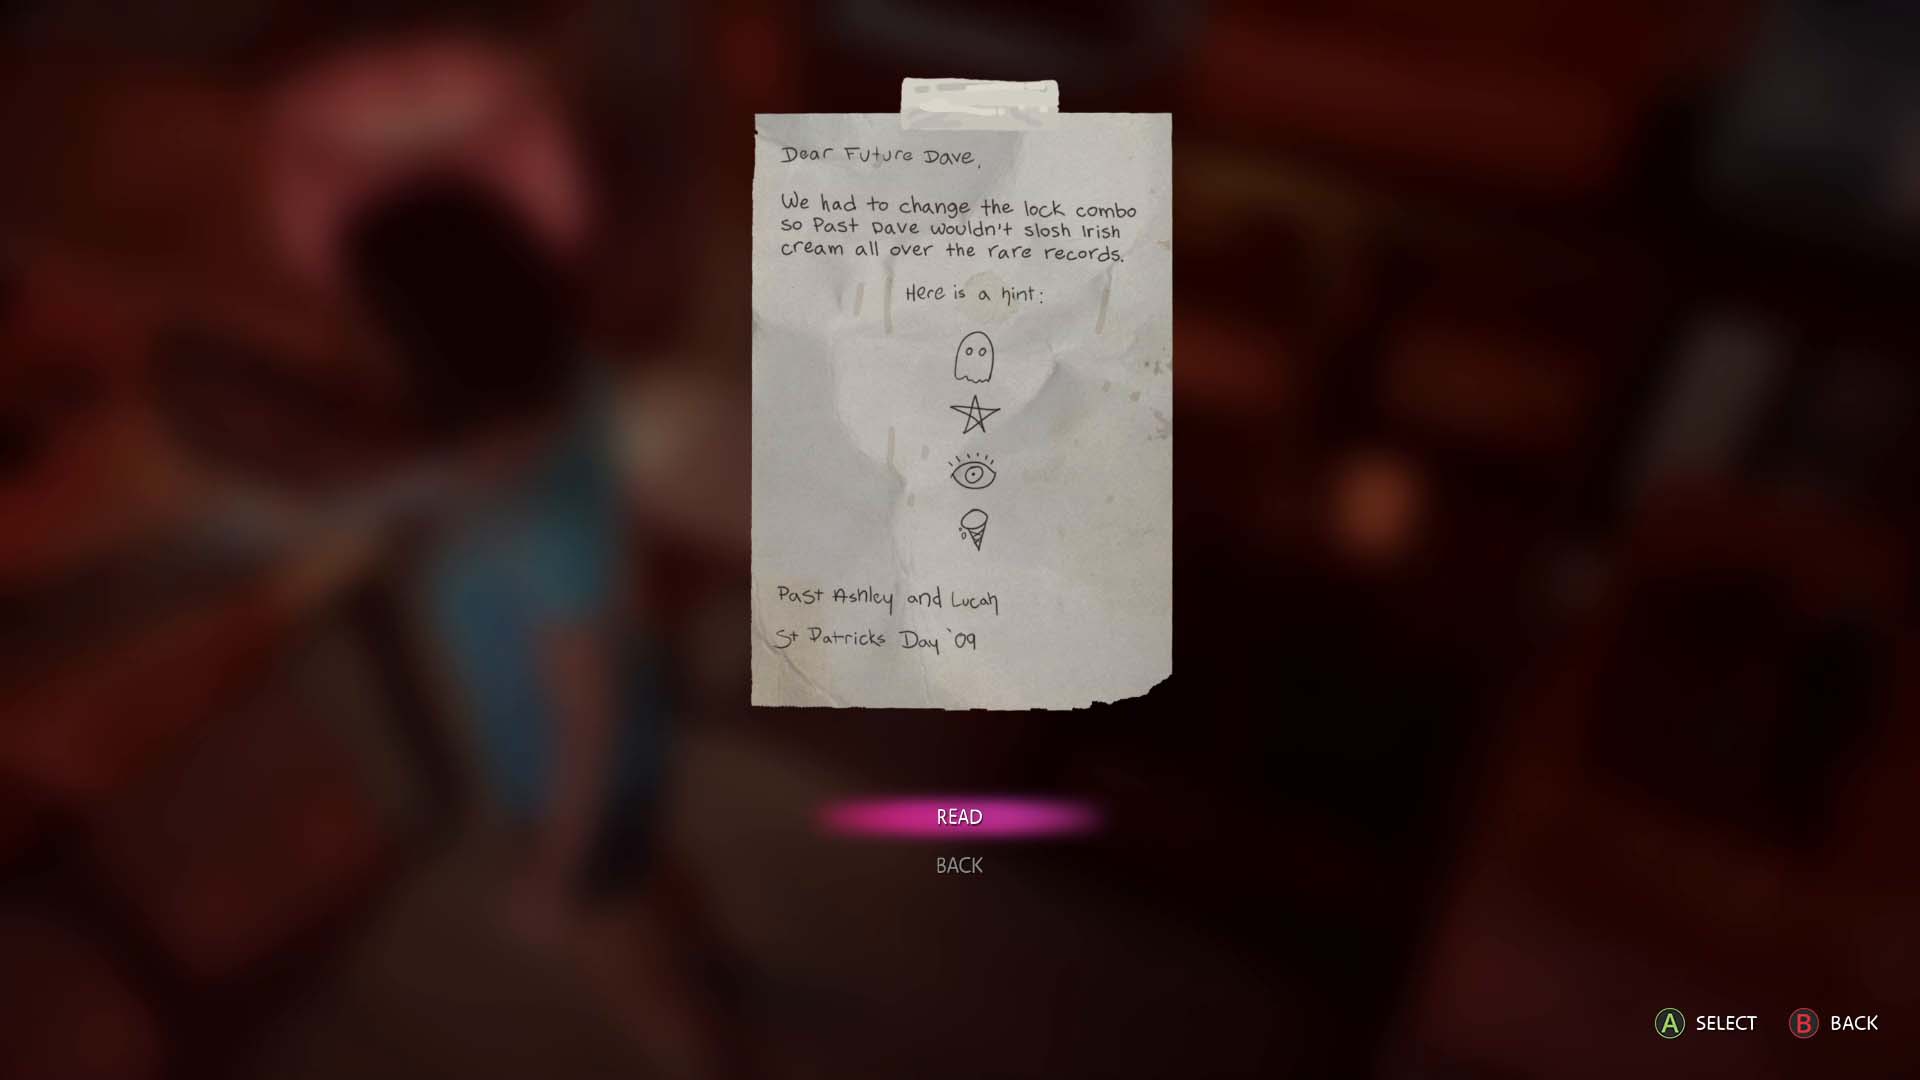 Dear Future Dave,
We had to change the lock combo
so Past Dave wouldn't slosh Irish
cream all over the rare records.
Here is a hint:
Past Ashley and Lucah
St Patricks Day '09
READ
BACK
A SELECT B BACK